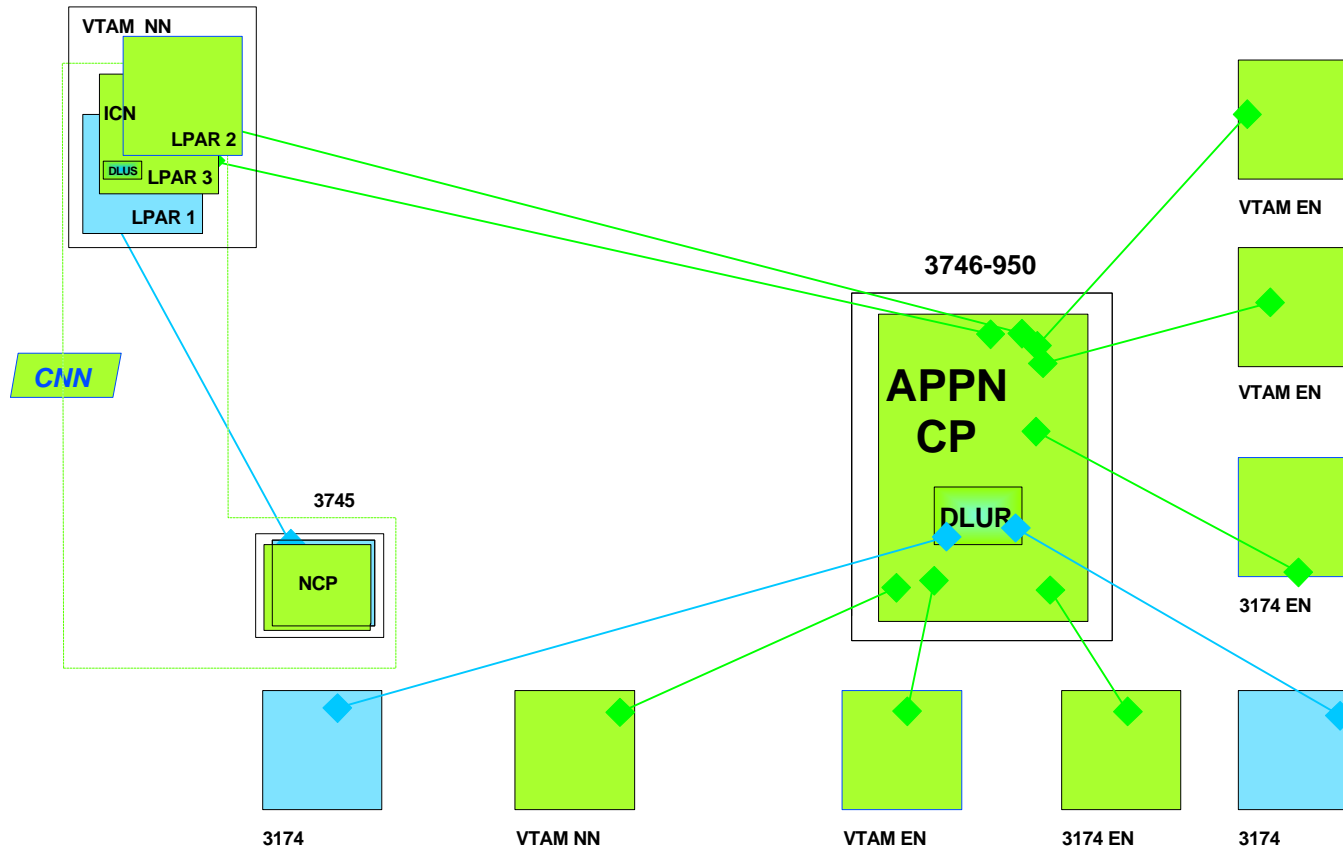 VTAM NN
ICN
LPAR 2
DLUS
LPAR 3
LPAR 1
VTAM EN
3746-950
VTAM EN
CNN
APPN
CP
3745
DLUR
NCP
3174 EN
3174
VTAM NN
VTAM EN
3174 EN
3174